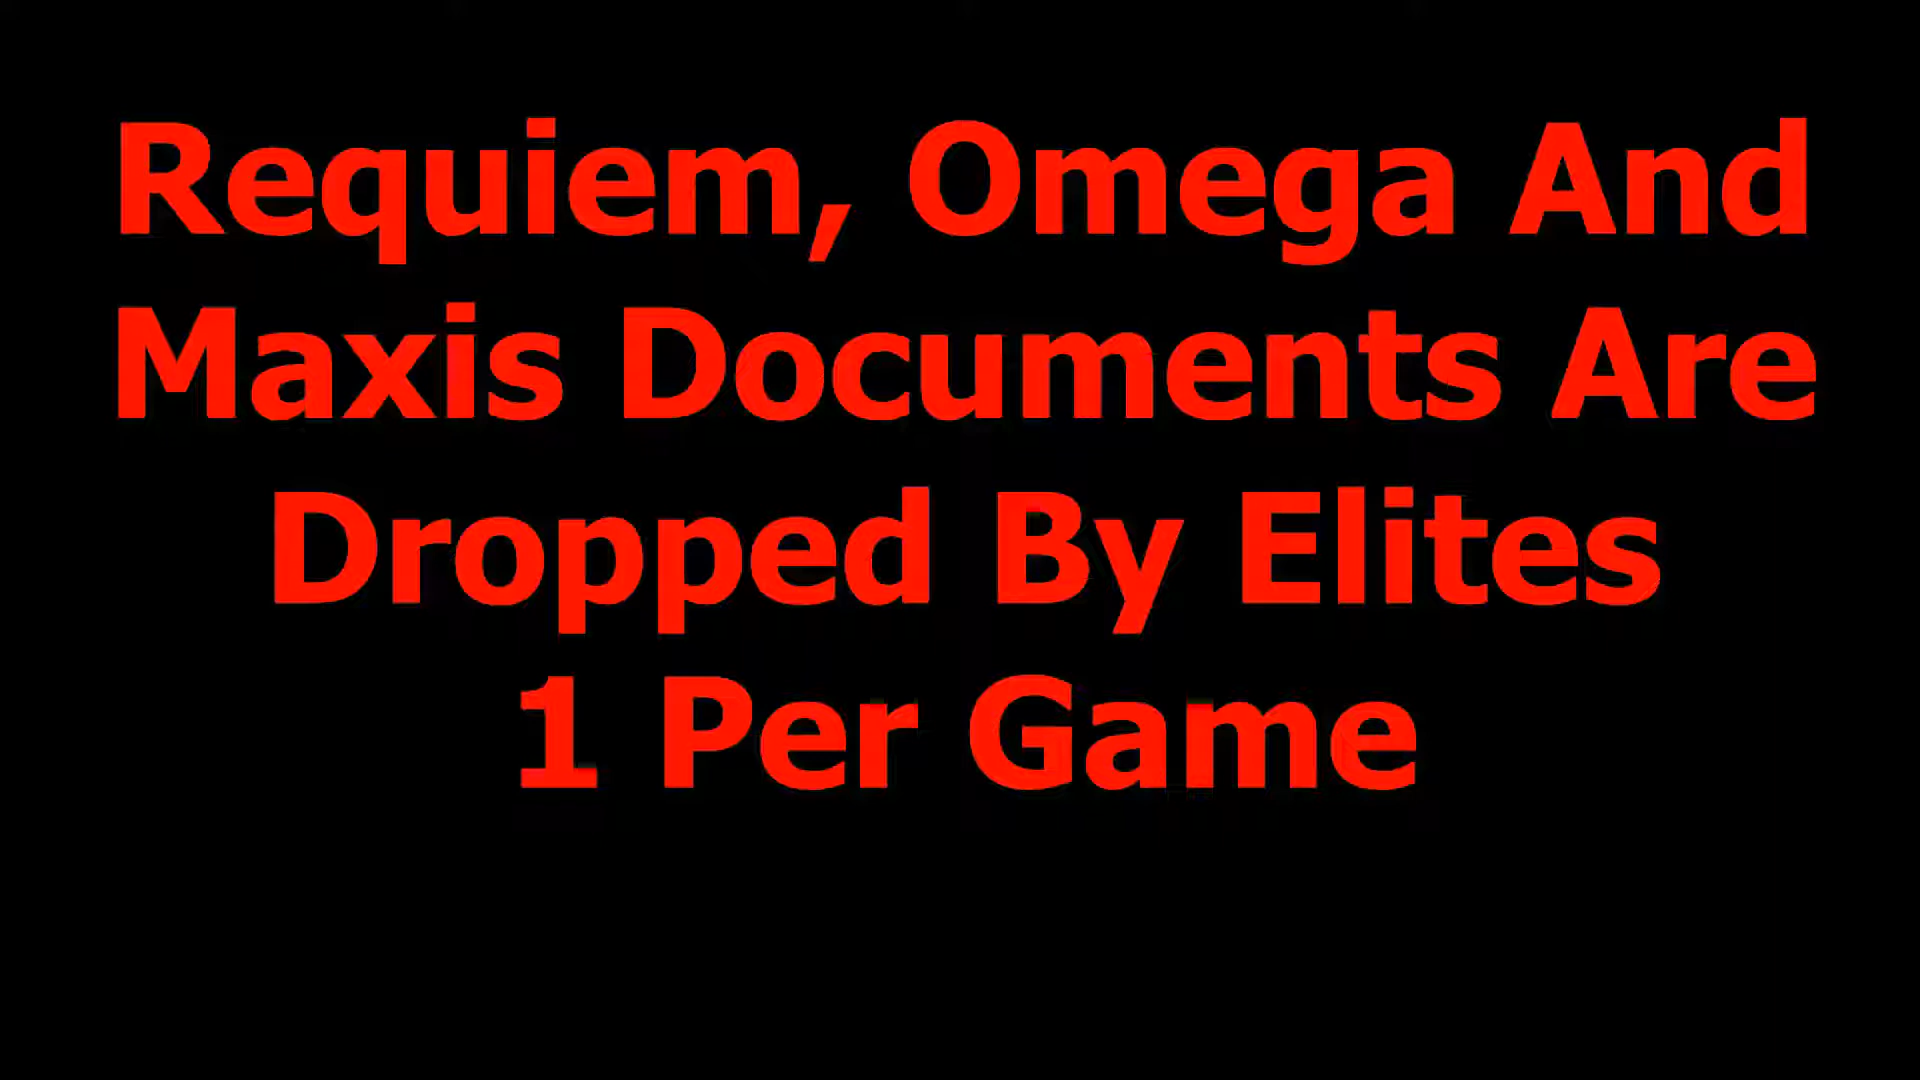 Requiem, Omega And
Maxis Documents Are
Dropped By Elites
1 Per Game